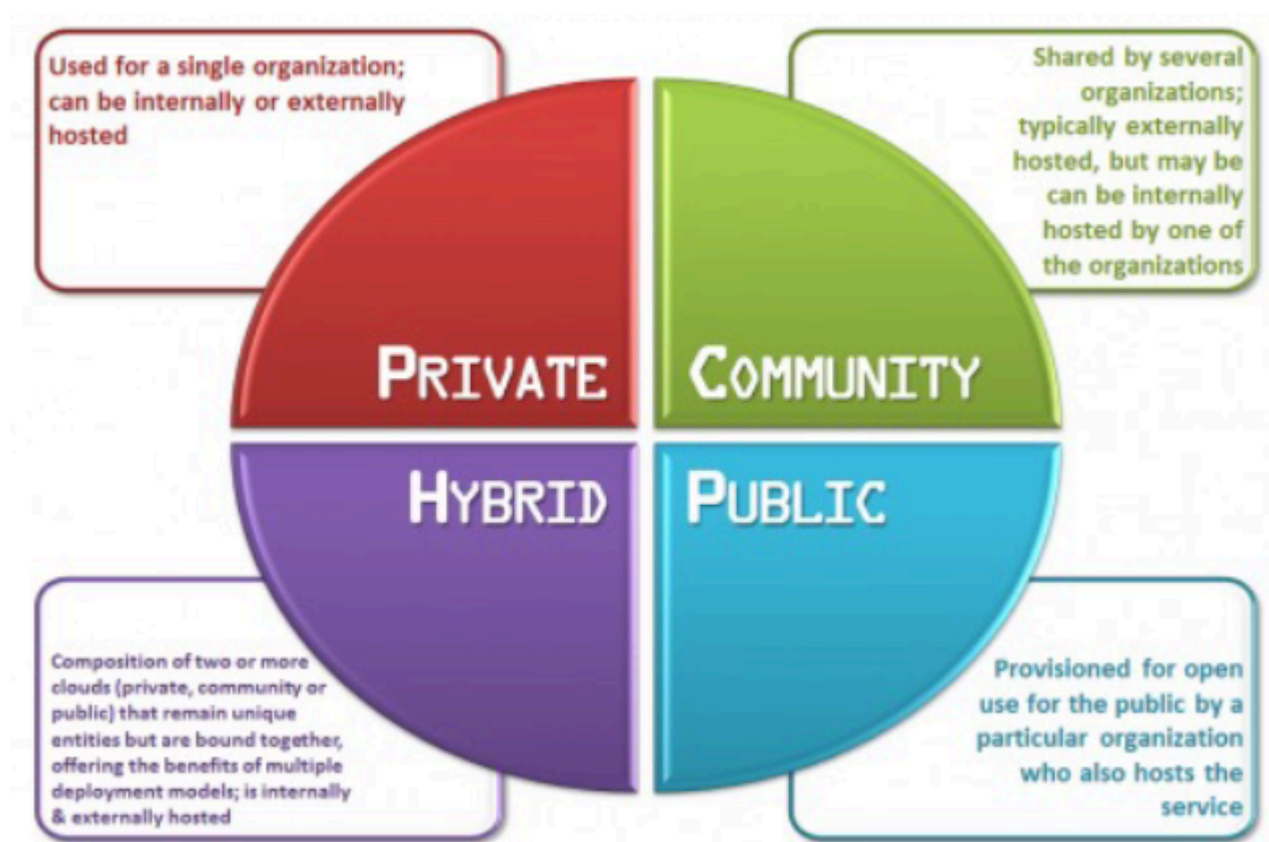 Used for a single organization;
can be internally or externally
hosted
Shared by several
organizations;
typically externally
hosted, but may be
can be internally
hosted by one of
the organizations
PRIVATE
COMMUNITY
HYBRID
PUBLIC
Composition of two or more
clouds (private, community or
public) that remain unique
entities but are bound together,
offering the benefits of multiple
deployment models; is internally
& externally hosted
Provisioned for open
use for the public by a
particular organization
who also hosts the
service